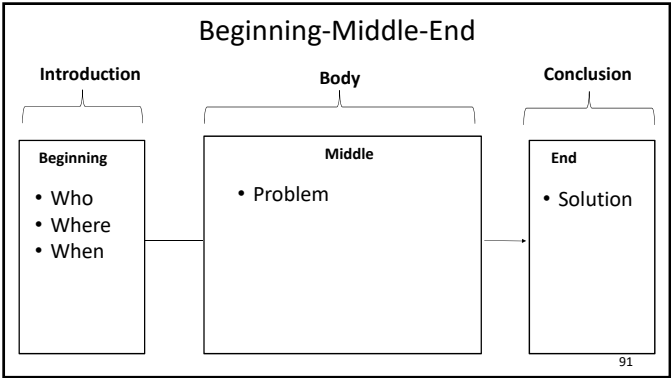 Beginning-Middle-End
Introduction
Body
Conclusion
Beginning
• Who
• Where
• When
Middle
• Problem
End
• Solution
91